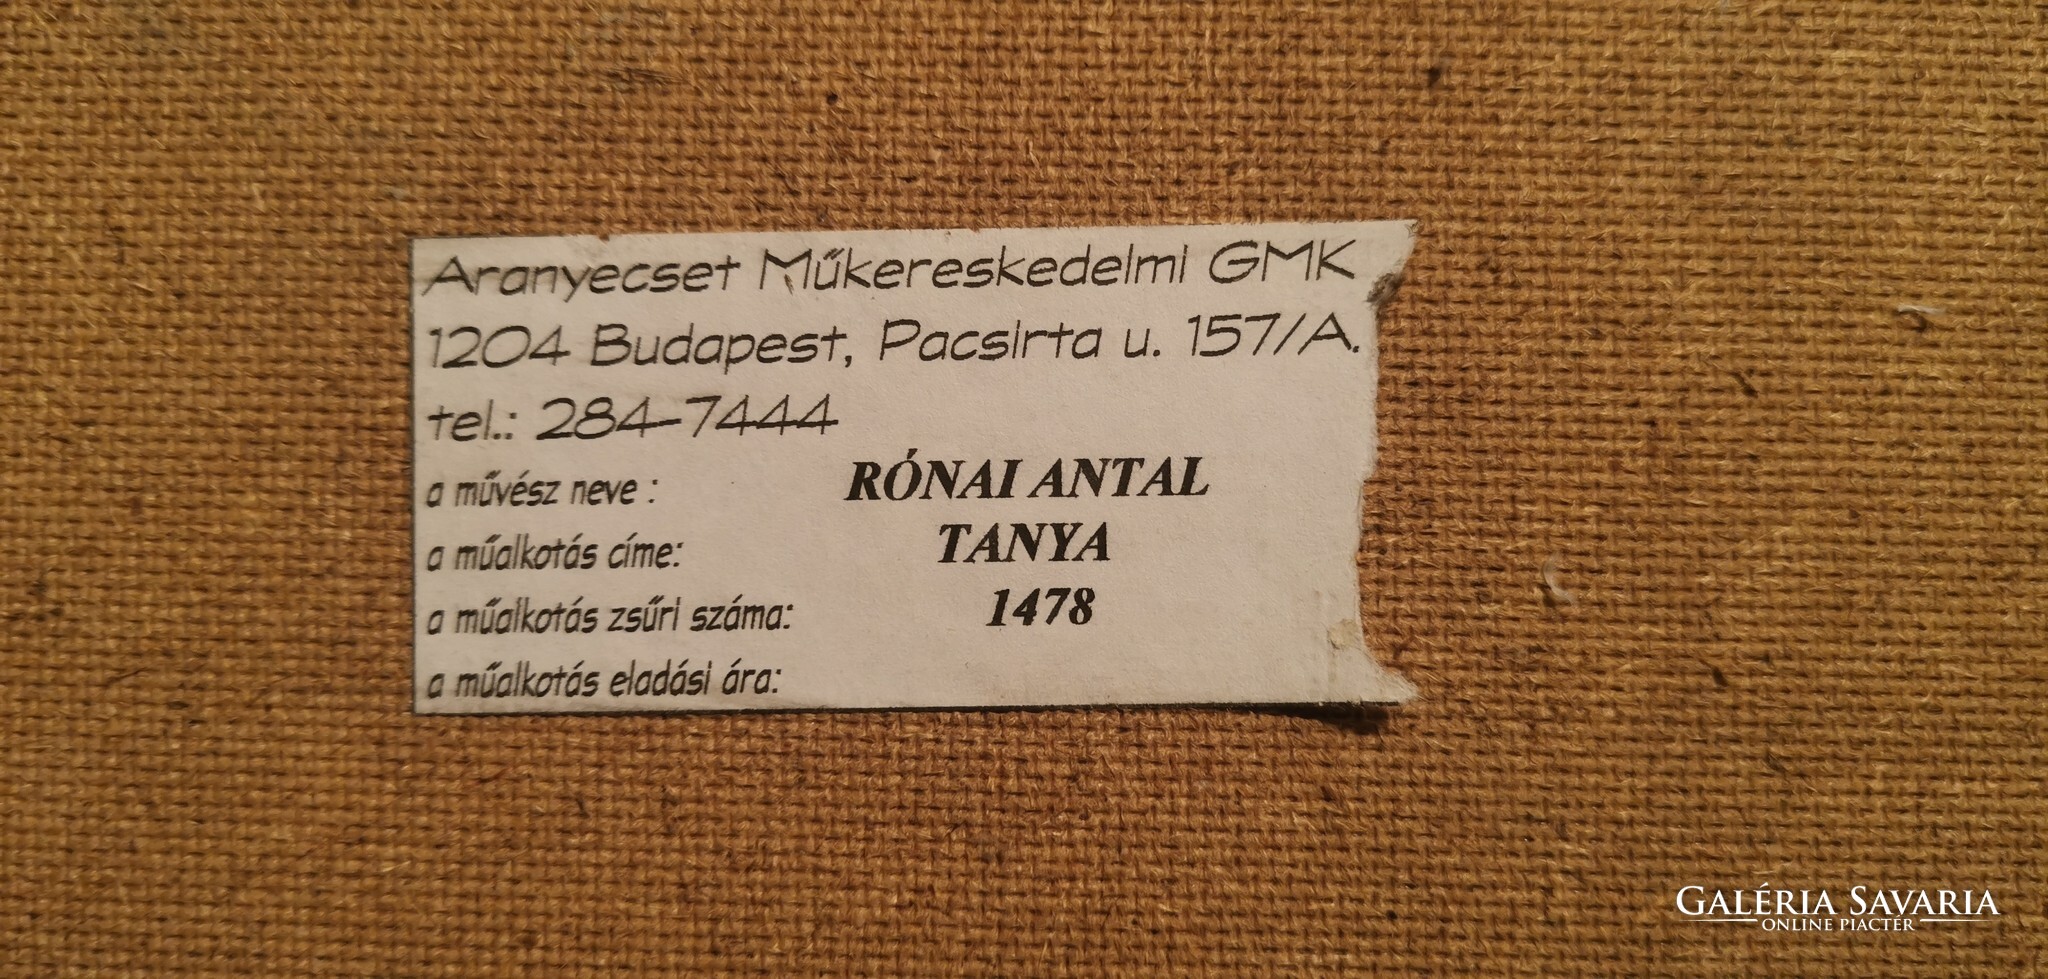 Aranyecset Műkereskedelmi GMK
1204 Budapest, Pacsirta u. 157/A.
tel.: 284-7444
a művész neve : RÓNAI ANTAL
a műalkotás címe: TANYA
a műalkotás zsűri száma: 1478
a műalkotás eladási ára:
GALÉRIA SAVARIA
ONLINE PIACTÉR